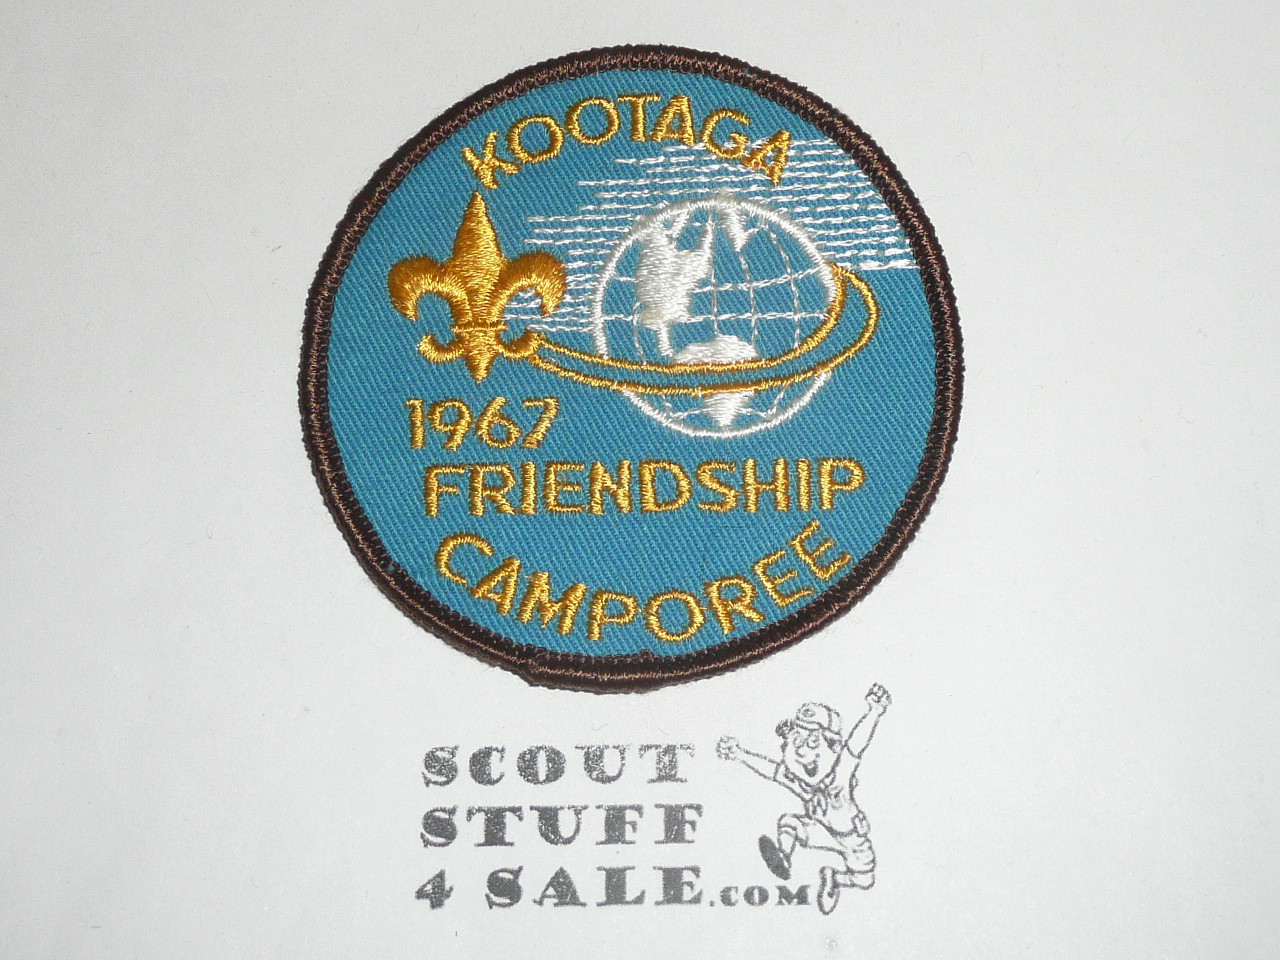 KOOTAGA
1967
FRIENDSHIP
CAMPOREE
SCOUT
STUFF
4 SALE.COM